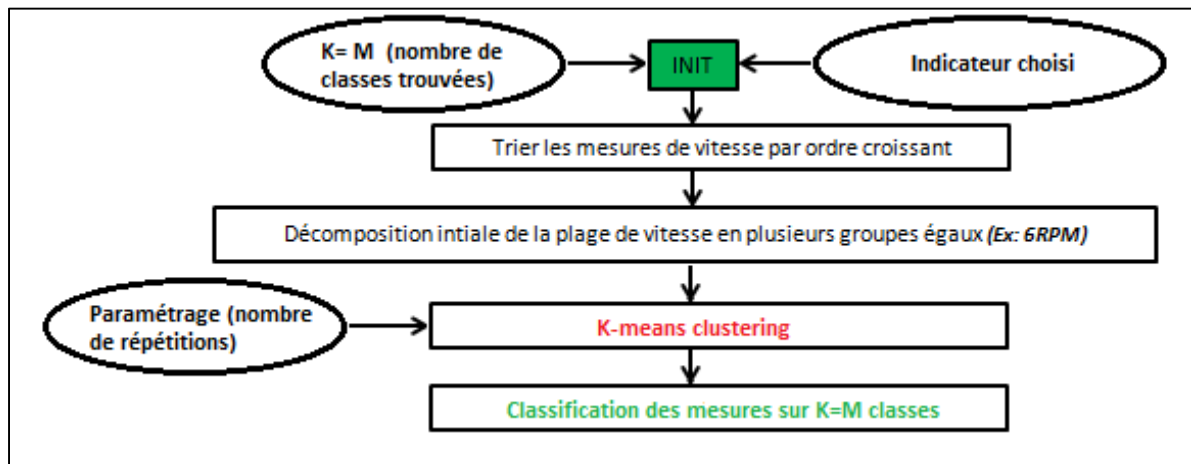 K= M (nombre de
classes trouvées)
INIT
Indicateur choisi
Trier les mesures de vitesse par ordre croissant
Décomposition intiale de la plage de vitesse en plusieurs groupes égaux (Ex: 6RPM)
Paramétrage (nombre
de répétitions)
K-means clustering
Classification des mesures sur K=M classes